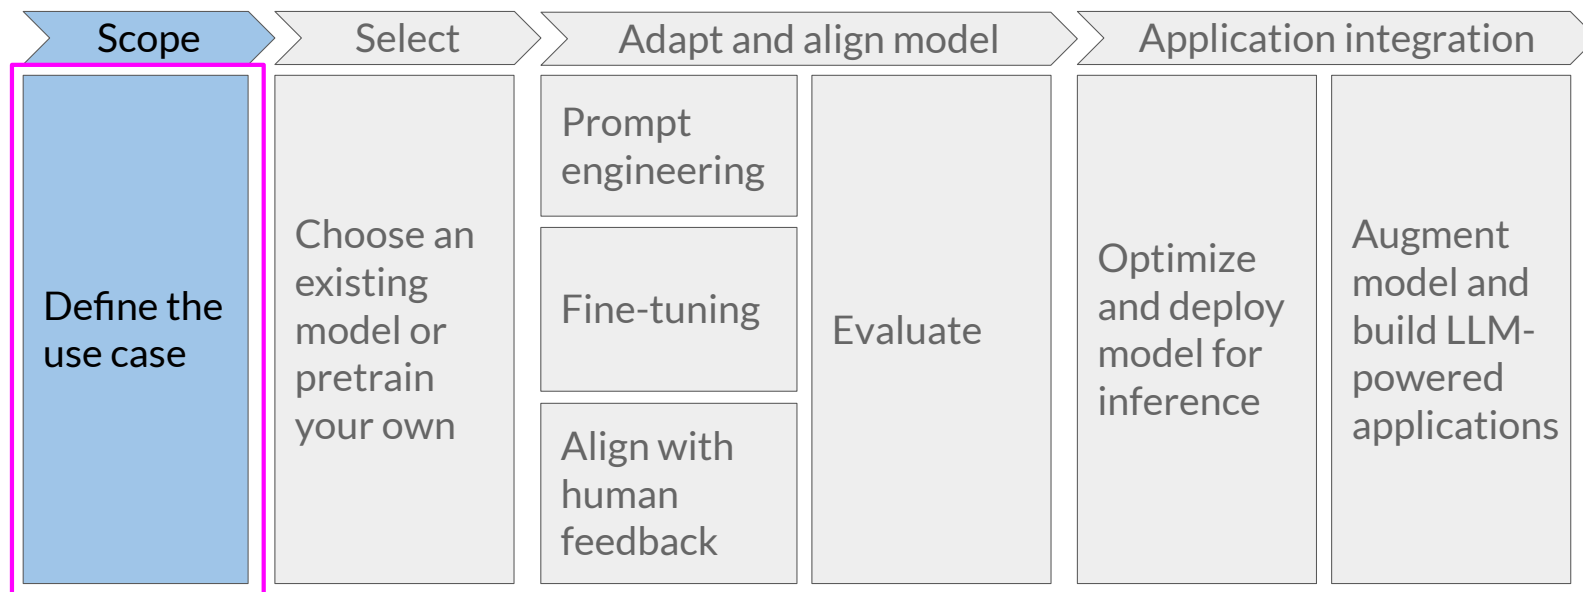 Scope
Select
Adapt and align model
Application integration
Define the
use case
Choose an
existing
model or
pretrain
your own
Prompt
engineering
Fine-tuning
Align with
human
feedback
Evaluate
Optimize
and deploy
model for
inference
Augment
model and
build LLM-
powered
applications